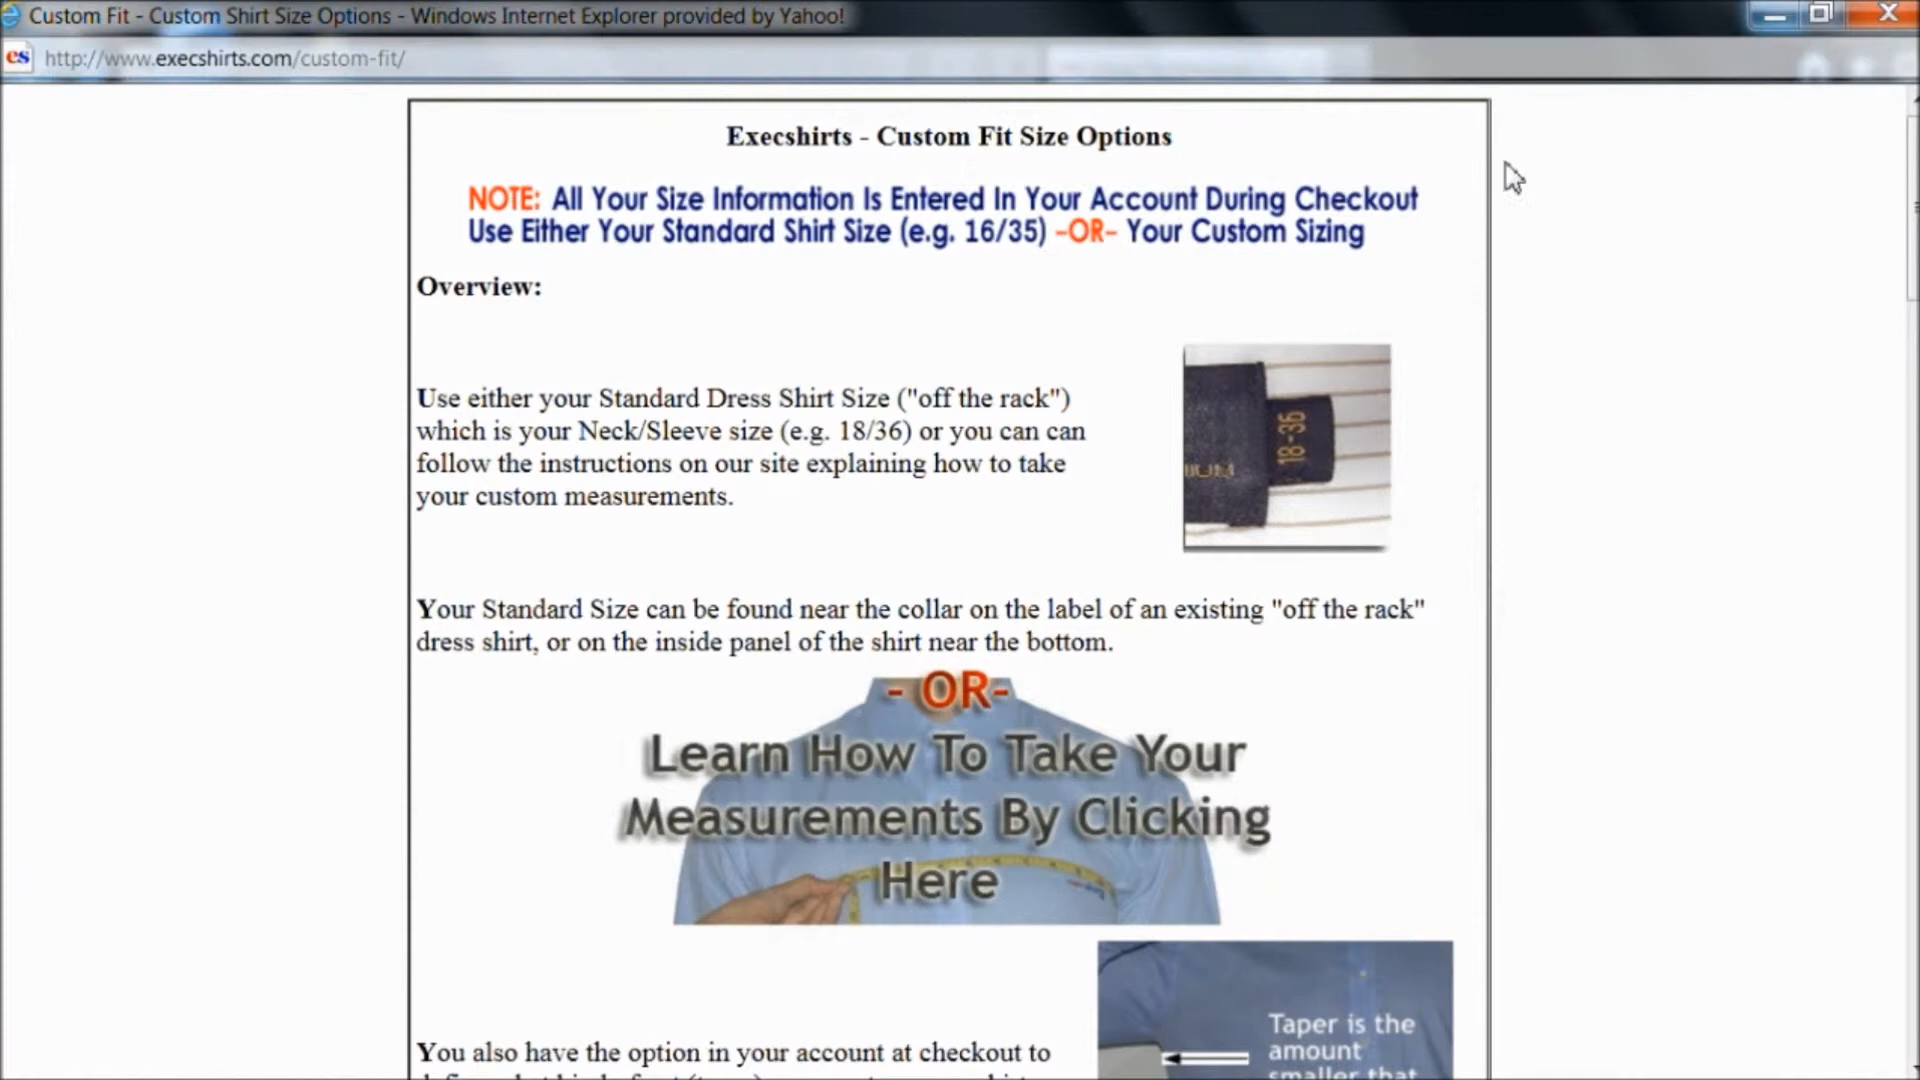 Custom Fit - Custom Shirt Size Options - Windows Internet Explorer provided by Yahoo!
es http://www.execshirts.com/custom-fit/
Execshirts - Custom Fit Size Options
NOTE: All Your Size Information Is Entered In Your Account During Checkout
Use Either Your Standard Shirt Size (e.g. 16/35) -OR- Your Custom Sizing
Overview:
Use either your Standard Dress Shirt Size ("off the rack")
which is your Neck/Sleeve size (e.g. 18/36) or you can can
follow the instructions on our site explaining how to take
your custom measurements.
18-36
Your Standard Size can be found near the collar on the label of an existing "off the rack"
dress shirt, or on the inside panel of the shirt near the bottom.
- OR-
Learn How To Take Your
Measurements By Clicking
Here
Taper is the
amount
smaller that
You also have the option in your account at checkout to